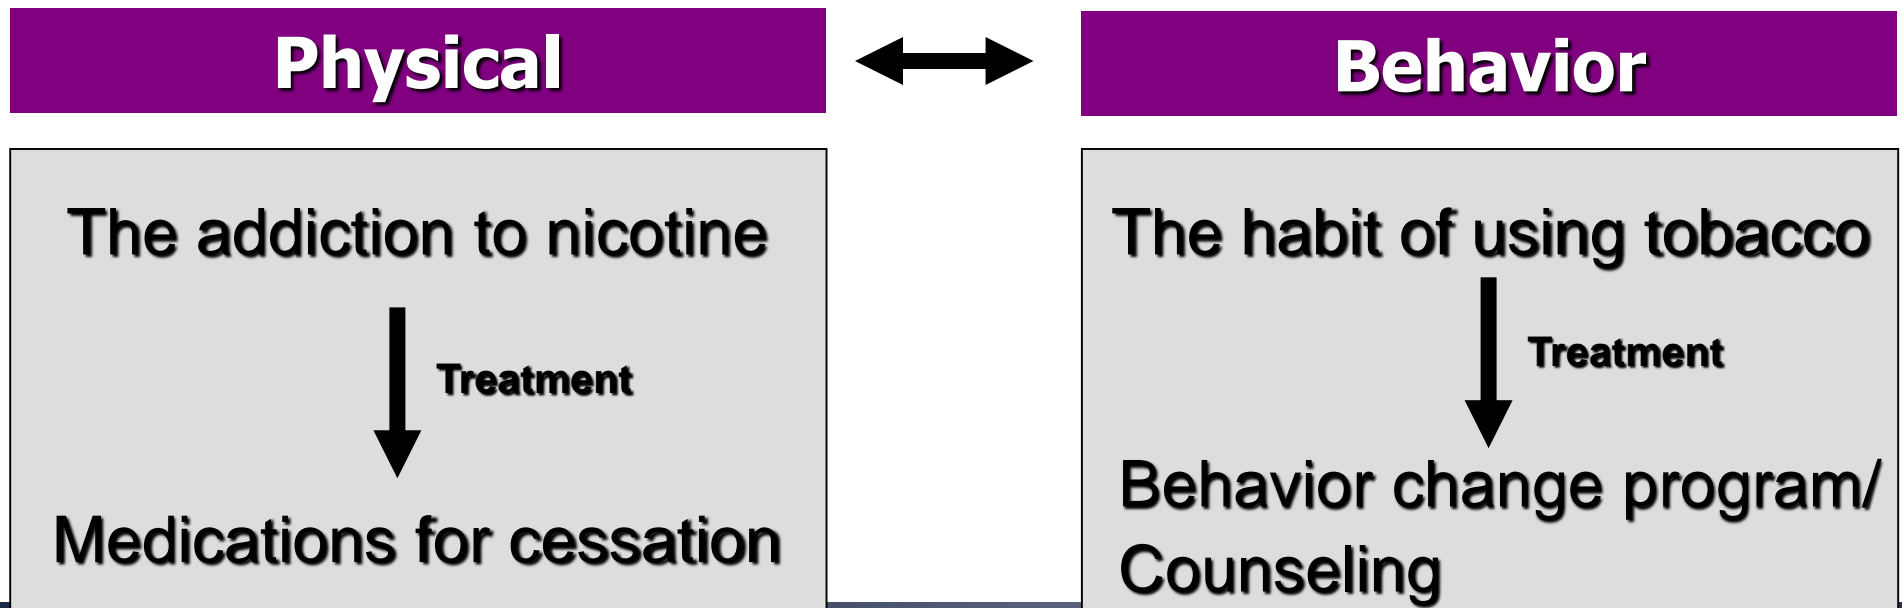 Physical
Behavior
The addiction to nicotine
Treatment
Medications for cessation
The habit of using tobacco
Treatment
Behavior change program/
Counseling